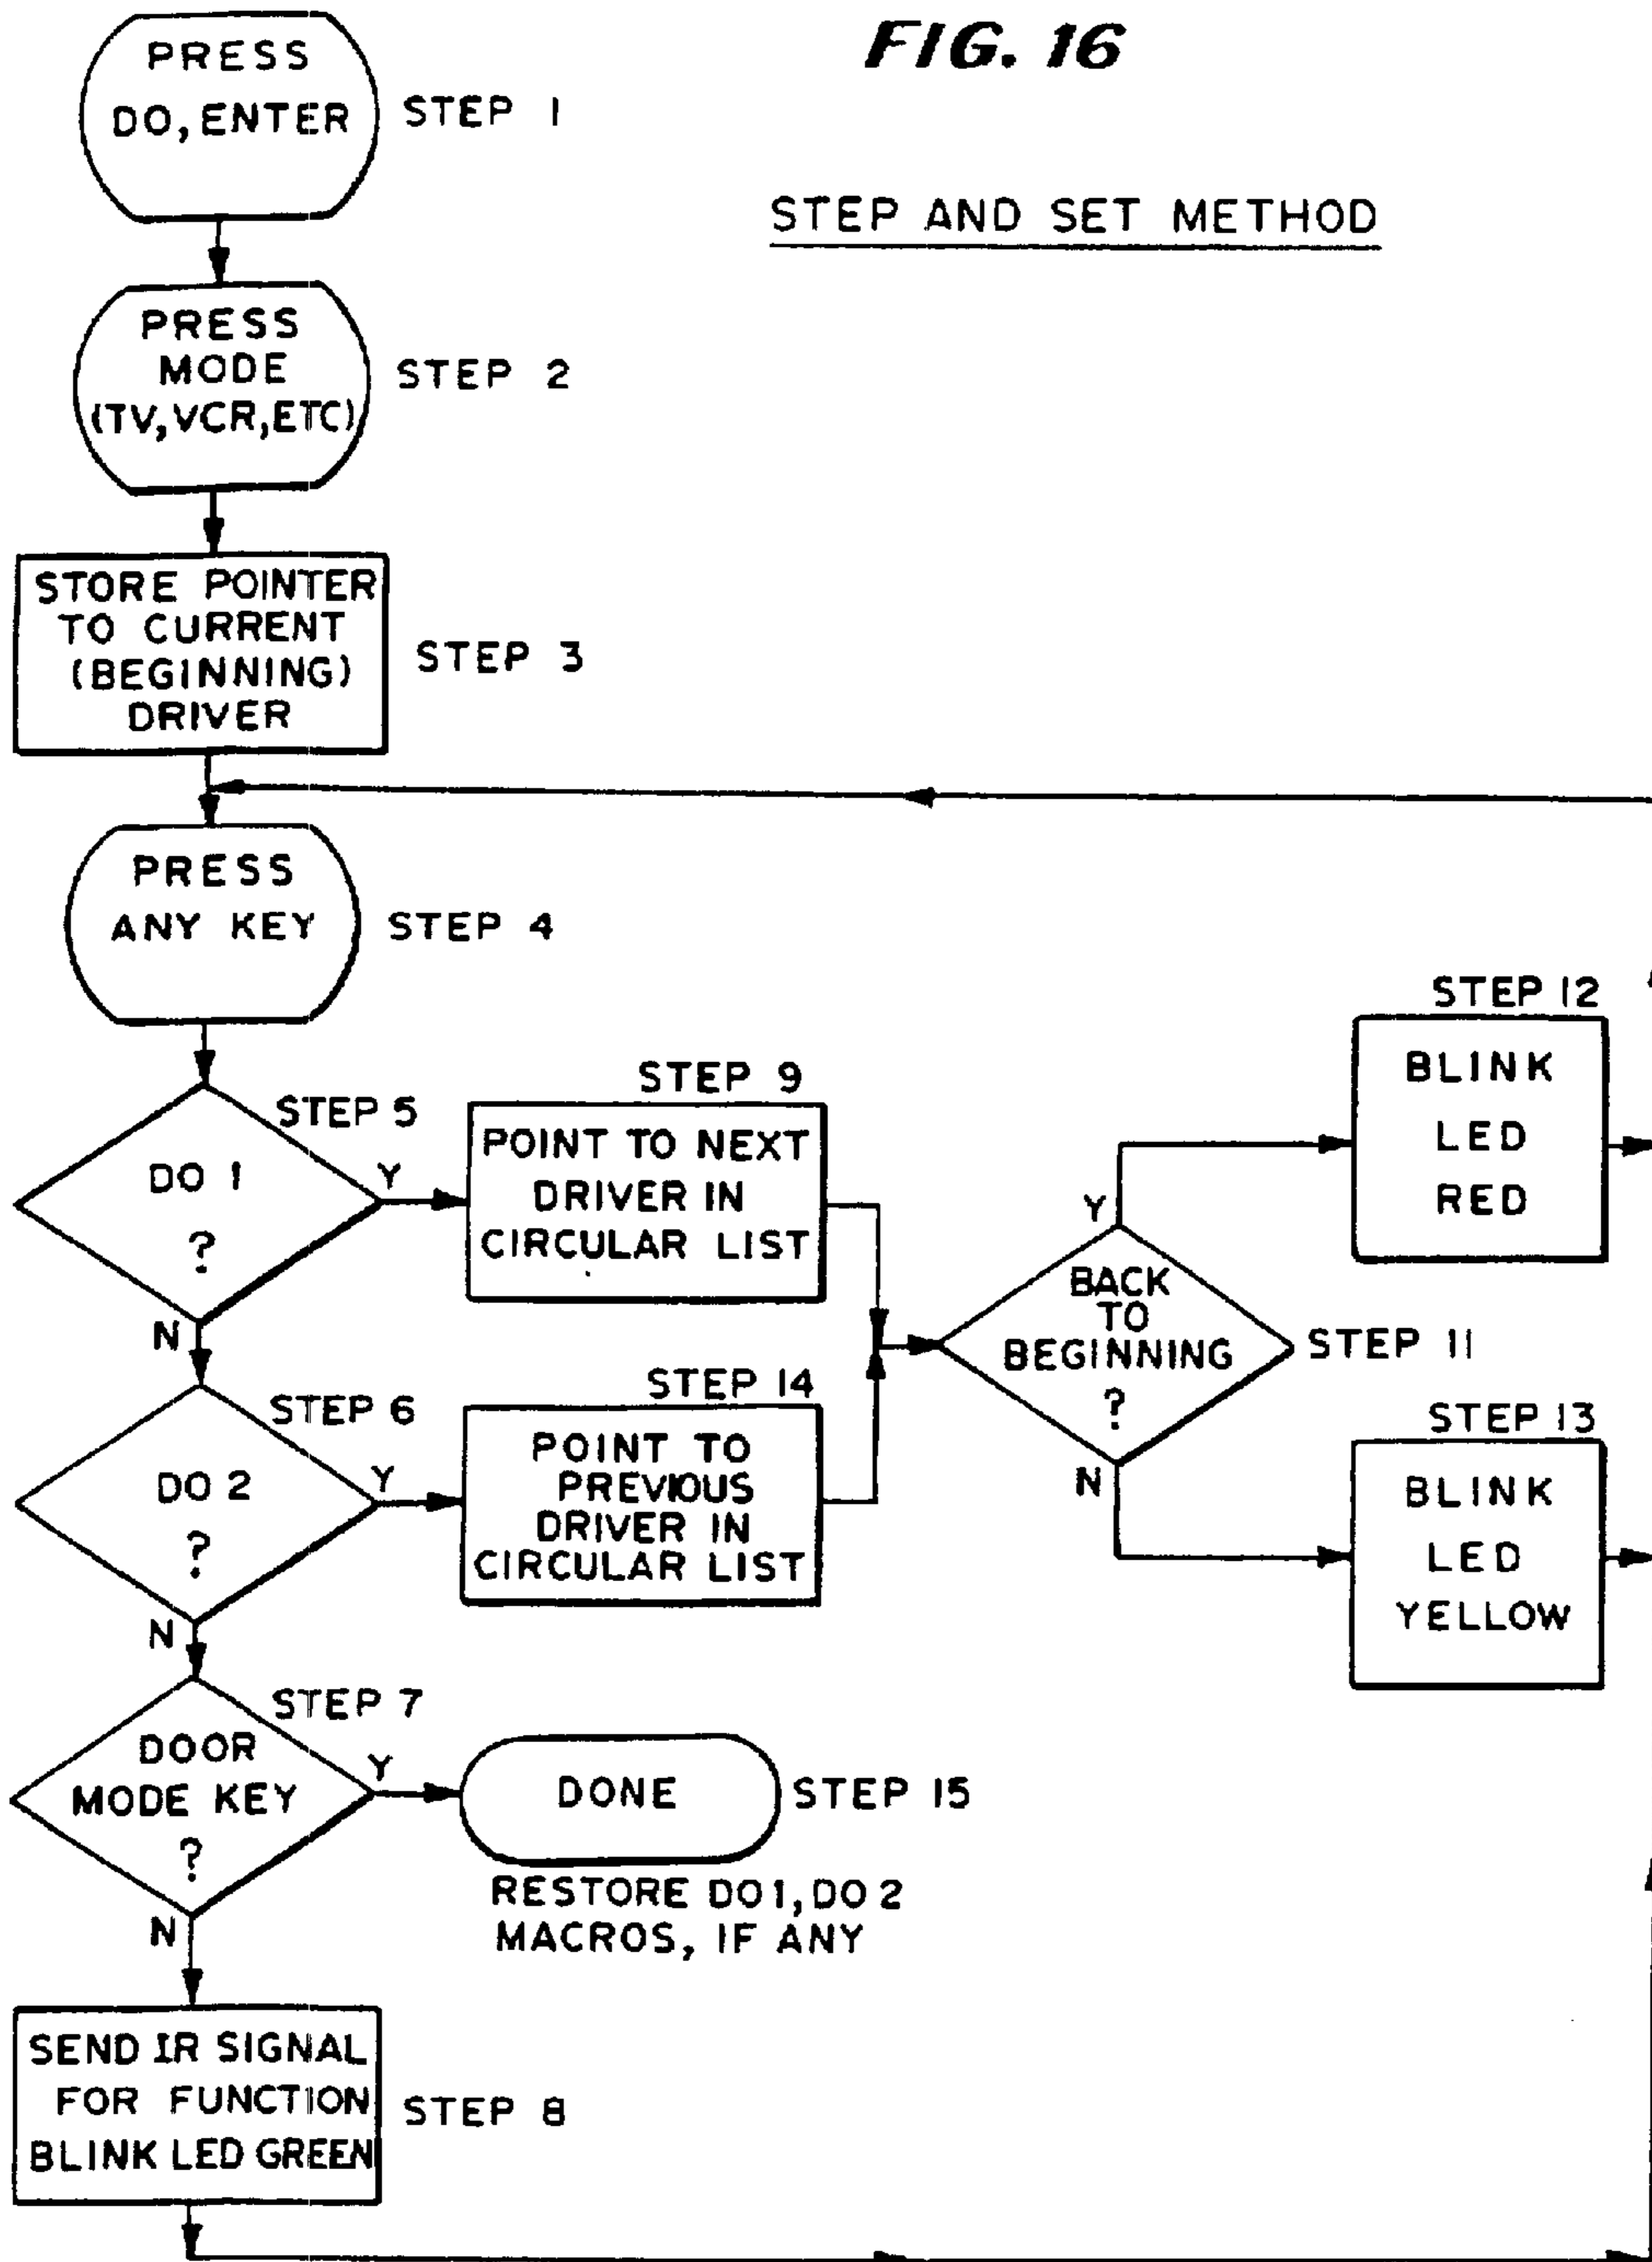 FIG. 16
PRESS
DO, ENTER
STEP 1
STEP AND SET METHOD
PRESS
MODE
(TV, VCR, ETC)
STEP 2
STORE POINTER
TO CURRENT
(BEGINNING)
DRIVER
STEP 3
PRESS
ANY KEY
STEP 4
STEP 5
DO 1
?
Y
N
STEP 9
POINT TO NEXT
DRIVER IN
CIRCULAR LIST
STEP 12
BLINK
LED
RED
Y
BACK
TO
BEGINNING
?
STEP 11
N
STEP 6
DO 2
?
Y
N
STEP 14
POINT TO
PREVIOUS
DRIVER IN
CIRCULAR LIST
STEP 13
BLINK
LED
YELLOW
STEP 7
DOOR
MODE KEY
?
Y
N
DONE
STEP 15
RESTORE DO1, DO 2
MACROS, IF ANY
SEND IR SIGNAL
FOR FUNCTION
BLINK LED GREEN
STEP 8